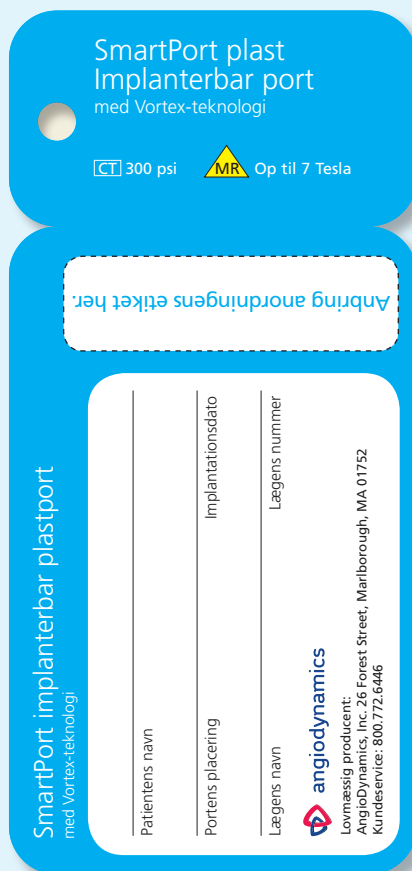 SmartPort plast
Implanterbar port
med Vortex-teknologi
CT 300 psi MR Op til 7 Tesla
Anbring anordningens etiket her.
SmartPort implanterbar plastport
med Vortex-teknologi
Patientens navn
Portens placering Implantationsdato
Lægens navn Lægens nummer
angiodynamics
Lovmæssig producent:
AngioDynamics, Inc. 26 Forest Street, Marlborough, MA 01752
Kundeservice: 800.772.6446